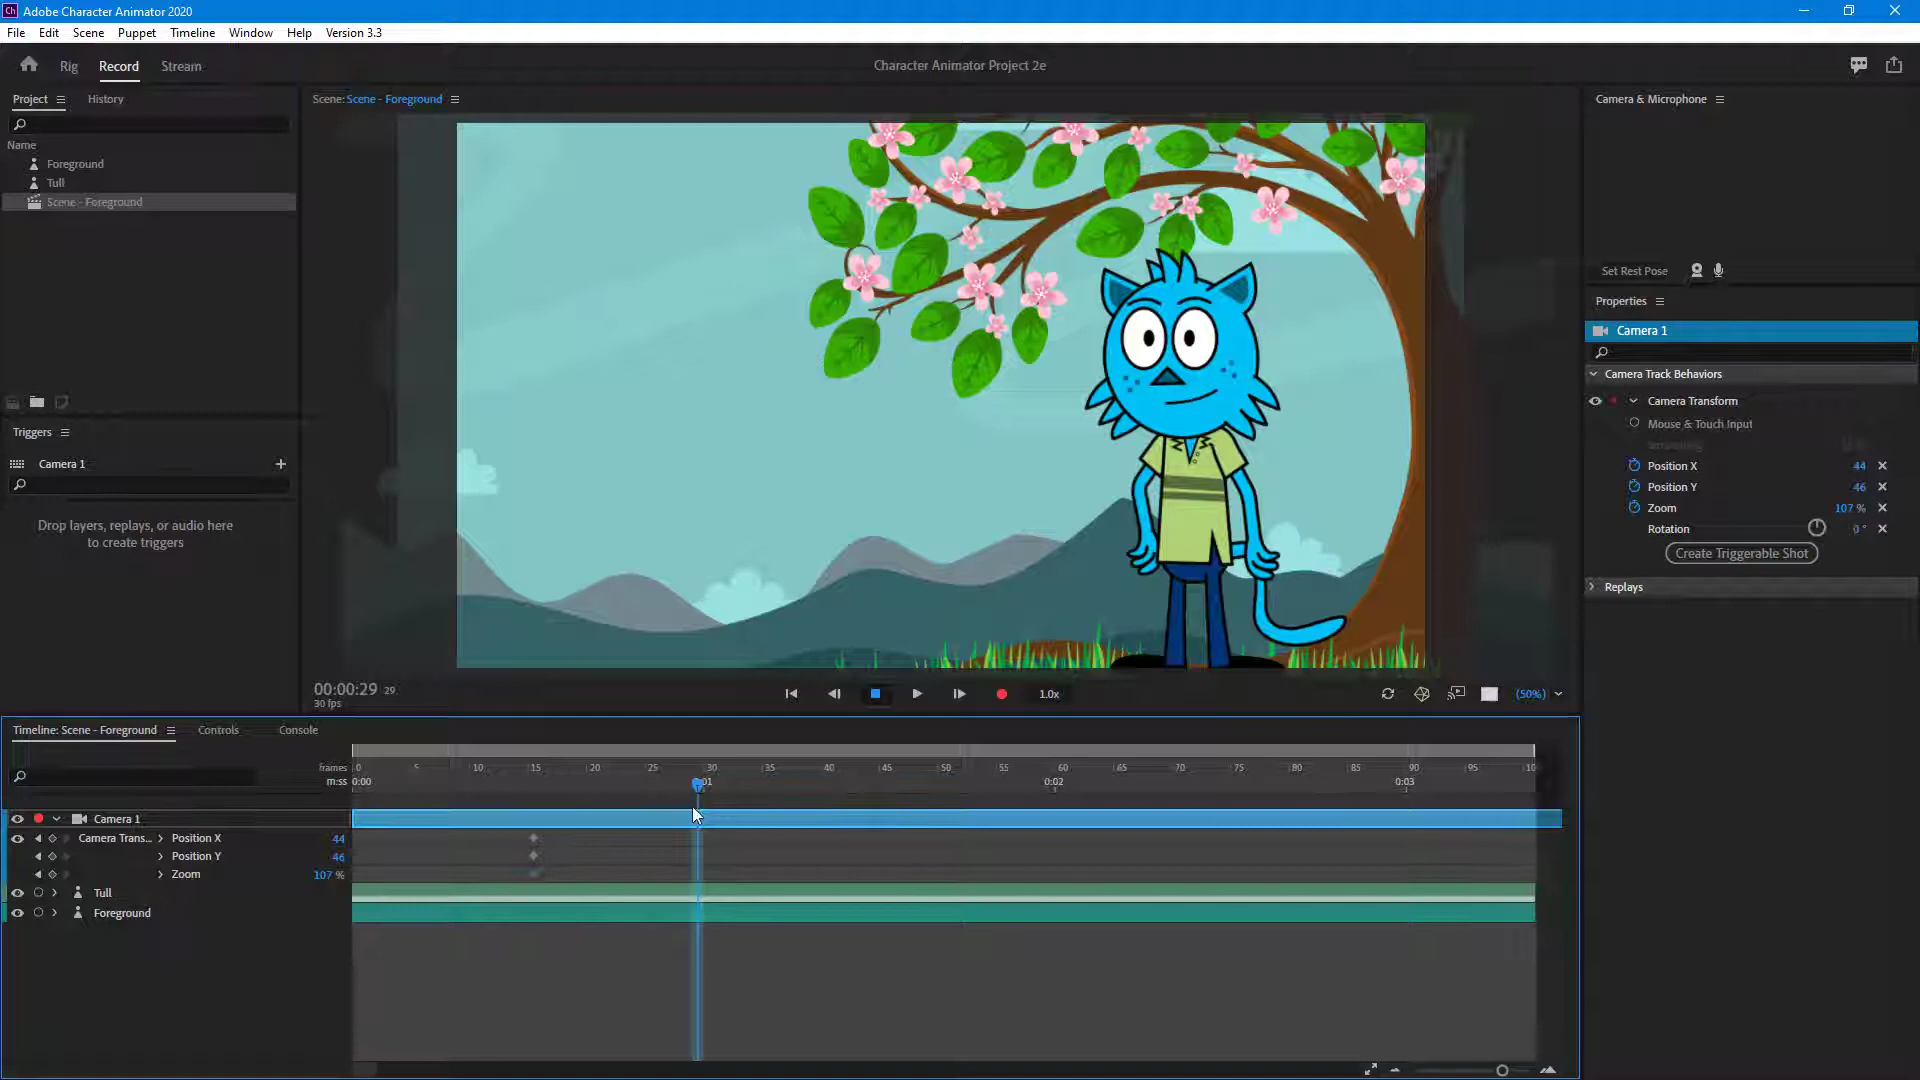 Ch Adobe Character Animator 2020
File Edit Scene Puppet Timeline Window Help Version 3.3
Rig Record Stream
Character Animator Project 2e
Project History
Name
Foreground
Tull
Scene - Foreground
Scene: Scene - Foreground
Camera & Microphone
Set Rest Pose
Properties
Camera 1
Camera Track Behaviors
Camera Transform
Mouse & Touch Input
Position X 44
Position Y 46
Zoom 107 %
Rotation 0 °
Create Triggerable Shot
Replays
Triggers
Camera 1
Drop layers, replays, or audio here
to create triggers
00:00:29 29
30 fps
1.0x
(50%)
Timeline: Scene - Foreground Controls Console
frames 0 5 10 15 20 25 30 35 40 45 50 55 60 65 70 75 80 85 90 95 10
m:ss 0:00 0:01 0:02 0:03
Camera 1
Camera Trans... Position X 44
Position Y 46
Zoom 107 %
Tull
Foreground